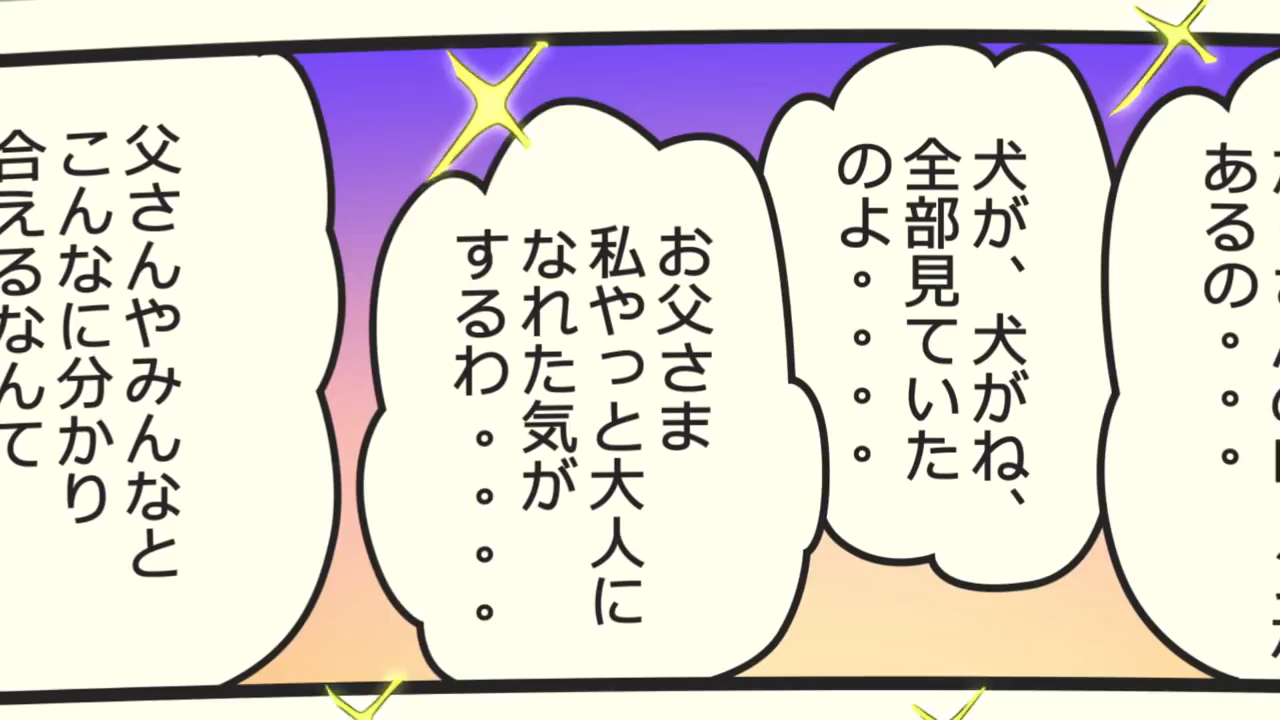 あるの。。。
犬が、犬がね、
全部見ていた
のよ。。。。
お父さま
私やっと大人に
なれた気が
するわ。。。。
父さんやみんなと
こんなに分かり
合えるなんて